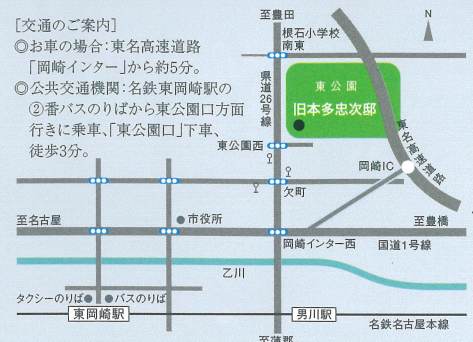 [交通のご案内]
◎お車の場合:東名高速道路
「岡崎インター」から約5分。
◎公共交通機関:名鉄東岡崎駅の
②番バスのりばから東公園口方面
行きに乗車、「東公園口」下車、
徒歩3分。
至豊田
N
根石小学校
南東
県道26号線
東公園
旧本多忠次邸
東名高速道路
東公園西
岡崎IC
欠町
至名古屋
市役所
至豊橋
岡崎インター西
国道1号線
乙川
タクシーのりば
バスのりば
東岡崎駅
男川駅
名鉄名古屋本線
至蒲郡